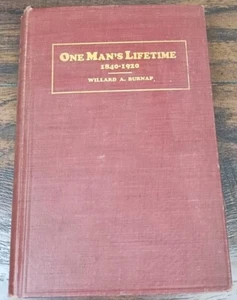 ONE MAN'S LIFETIME
1840-1920
WILLARD A. BURNAP